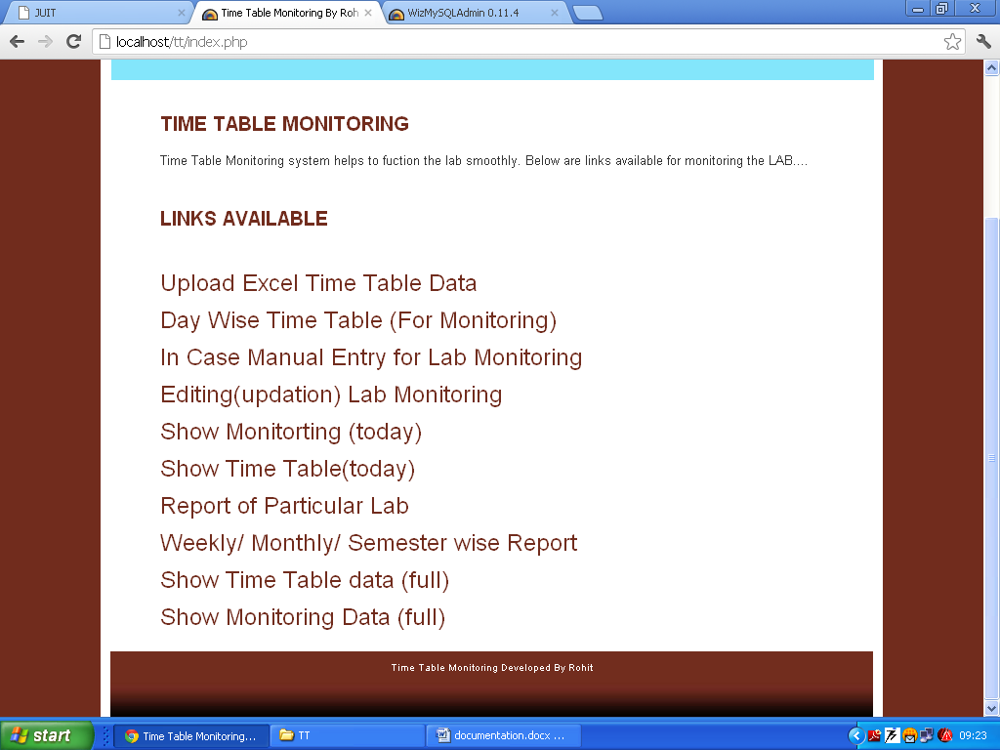 JUIT
Time Table Monitoring By Roh
WizMySQLAdmin 0.11.4
localhost/tt/index.php
TIME TABLE MONITORING
Time Table Monitoring system helps to fuction the lab smoothly. Below are links available for monitoring the LAB....
LINKS AVAILABLE
Upload Excel Time Table Data
Day Wise Time Table (For Monitoring)
In Case Manual Entry for Lab Monitoring
Editing(updation) Lab Monitoring
Show Monitorting (today)
Show Time Table(today)
Report of Particular Lab
Weekly/ Monthly/ Semester wise Report
Show Time Table data (full)
Show Monitoring Data (full)
Time Table Monitoring Developed By Rohit
start
Time Table Monitoring...
TT
documentation.docx ...
09:23